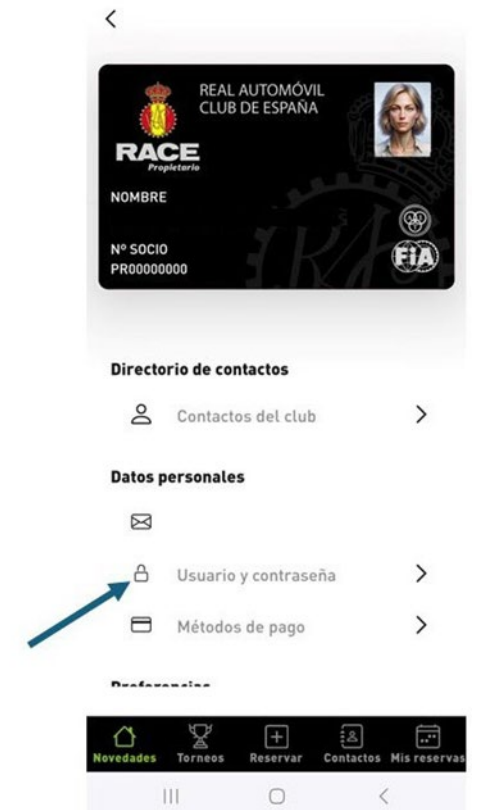 REAL AUTOMÓVIL
CLUB DE ESPAÑA
RACE
Propietario
NOMBRE
Nº SOCIO
PR00000000
FiA
Directorio de contactos
Contactos del club
Datos personales
Usuario y contraseña
Métodos de pago
Preferencias
Novedades Torneos Reservar Contactos Mis reservas